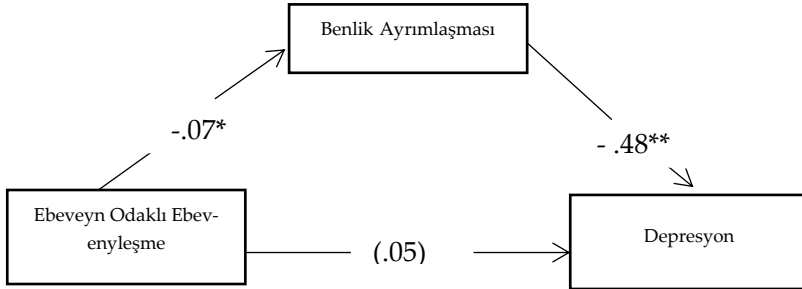 Benlik Ayrımlaşması
-.07*
- .48**
Ebeveyn Odaklı Ebev-
enyleşme
(.05)
Depresyon